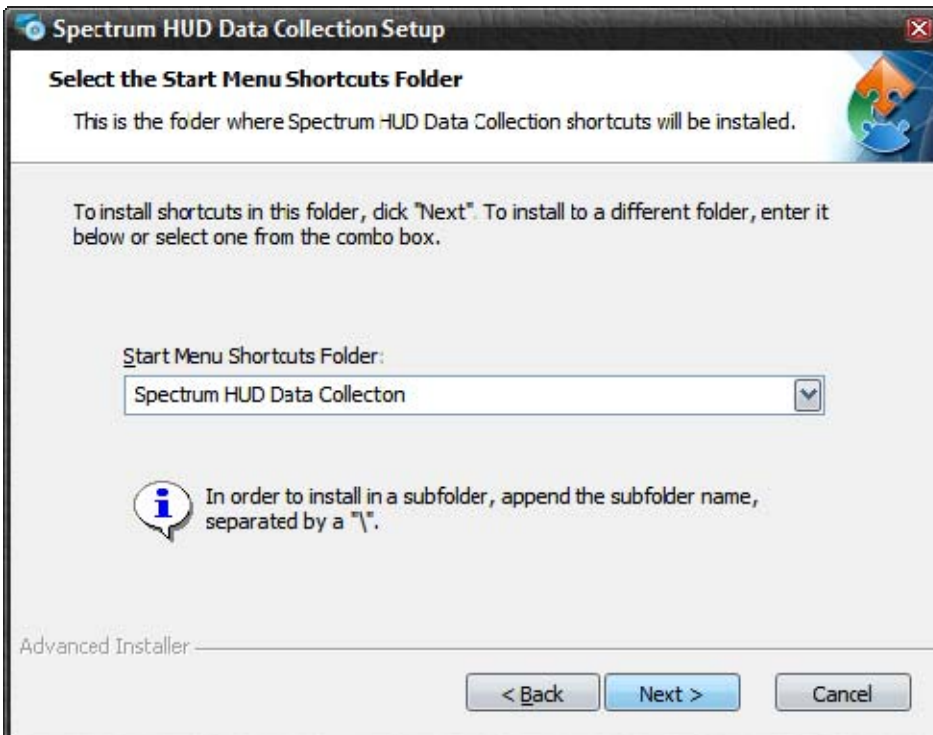 Spectrum HUD Data Collection Setup
Select the Start Menu Shortcuts Folder
This is the folder where Spectrum HUD Data Collection shortcuts will be instaled.
To install shortcuts in this folder, click "Next". To install to a different folder, enter it
below or select one from the combo box.
Start Menu Shortcuts Folder:
Spectrum HUD Data Collecton
In order to install in a subfolder, append the subfolder name,
separated by a "\".
Advanced Installer
< Back
Next >
Cancel